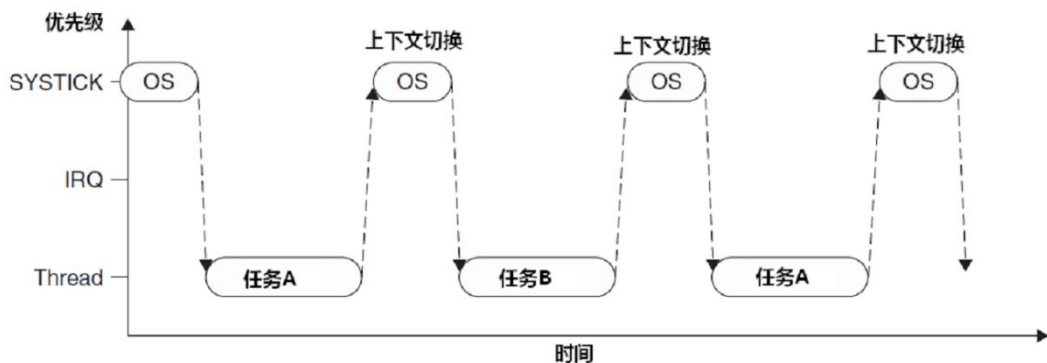 优先级
上下文切换 上下文切换 上下文切换
SYSTICK OS OS OS OS
IRQ
Thread 任务A 任务B 任务A
时间